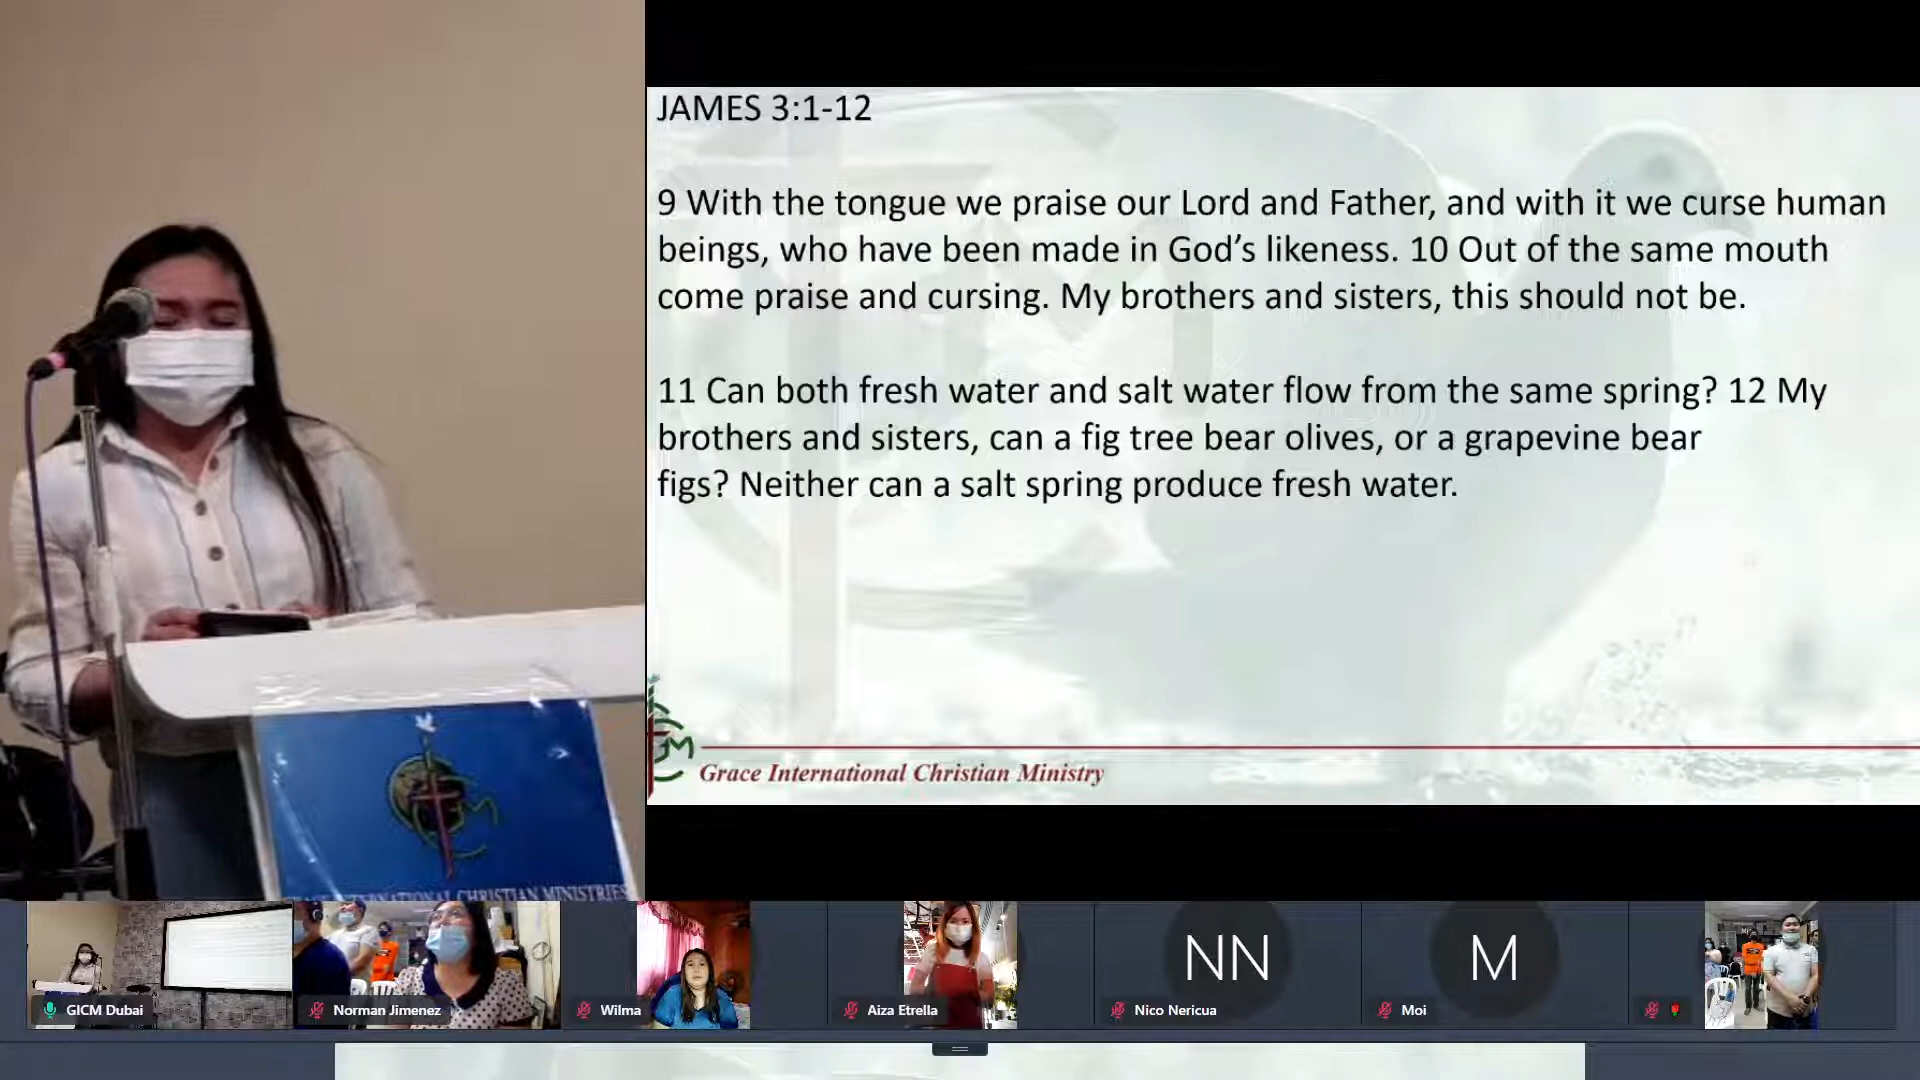 JAMES 3:1-12
9 With the tongue we praise our Lord and Father, and with it we curse human
beings, who have been made in God’s likeness. 10 Out of the same mouth
come praise and cursing. My brothers and sisters, this should not be.
11 Can both fresh water and salt water flow from the same spring? 12 My
brothers and sisters, can a fig tree bear olives, or a grapevine bear
figs? Neither can a salt spring produce fresh water.
GM
Grace International Christian Ministry
INTERNATIONAL CHRISTIAN MINISTRIES
NN
M
GICM Dubai
Norman Jimenez
Wilma
Aiza Etrella
Nico Nericua
Moi